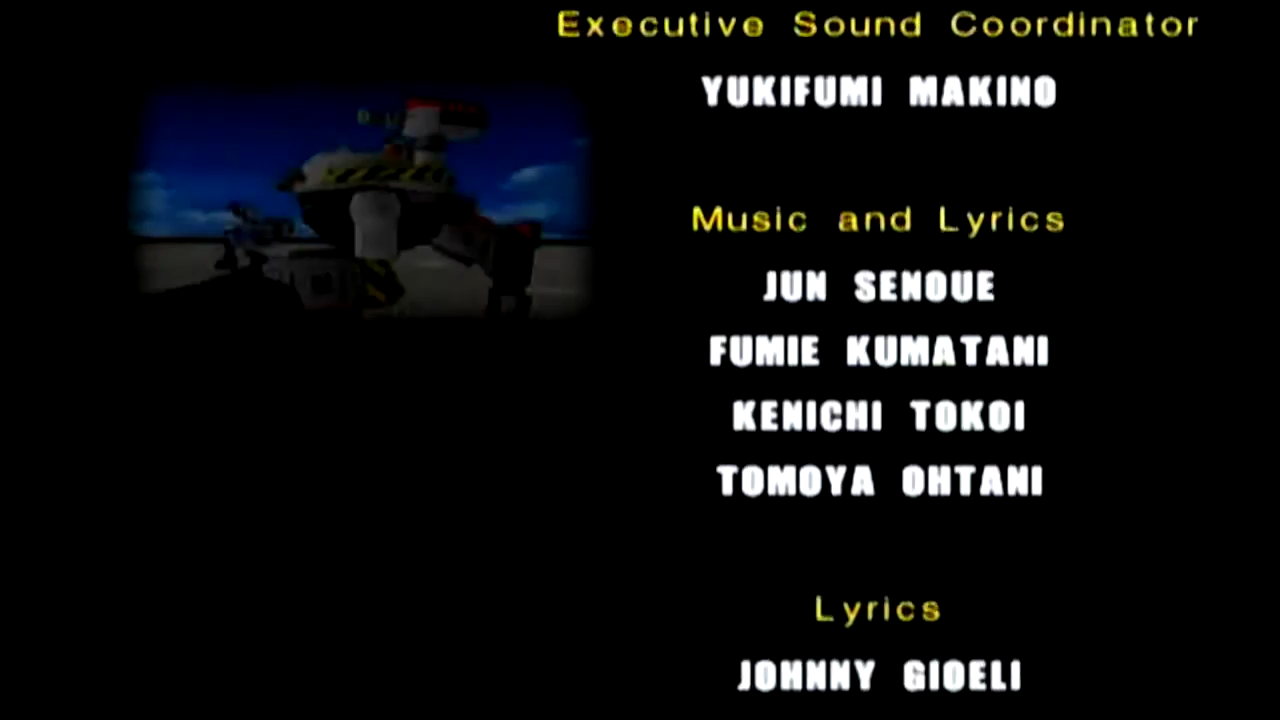 Executive Sound Coordinator
YUKIFUMI MAKINO
Music and Lyrics
JUN SENOUE
FUMIE KUMATANI
KENICHI TOKOI
TOMOYA OHTANI
Lyrics
JOHNNY GIOELI